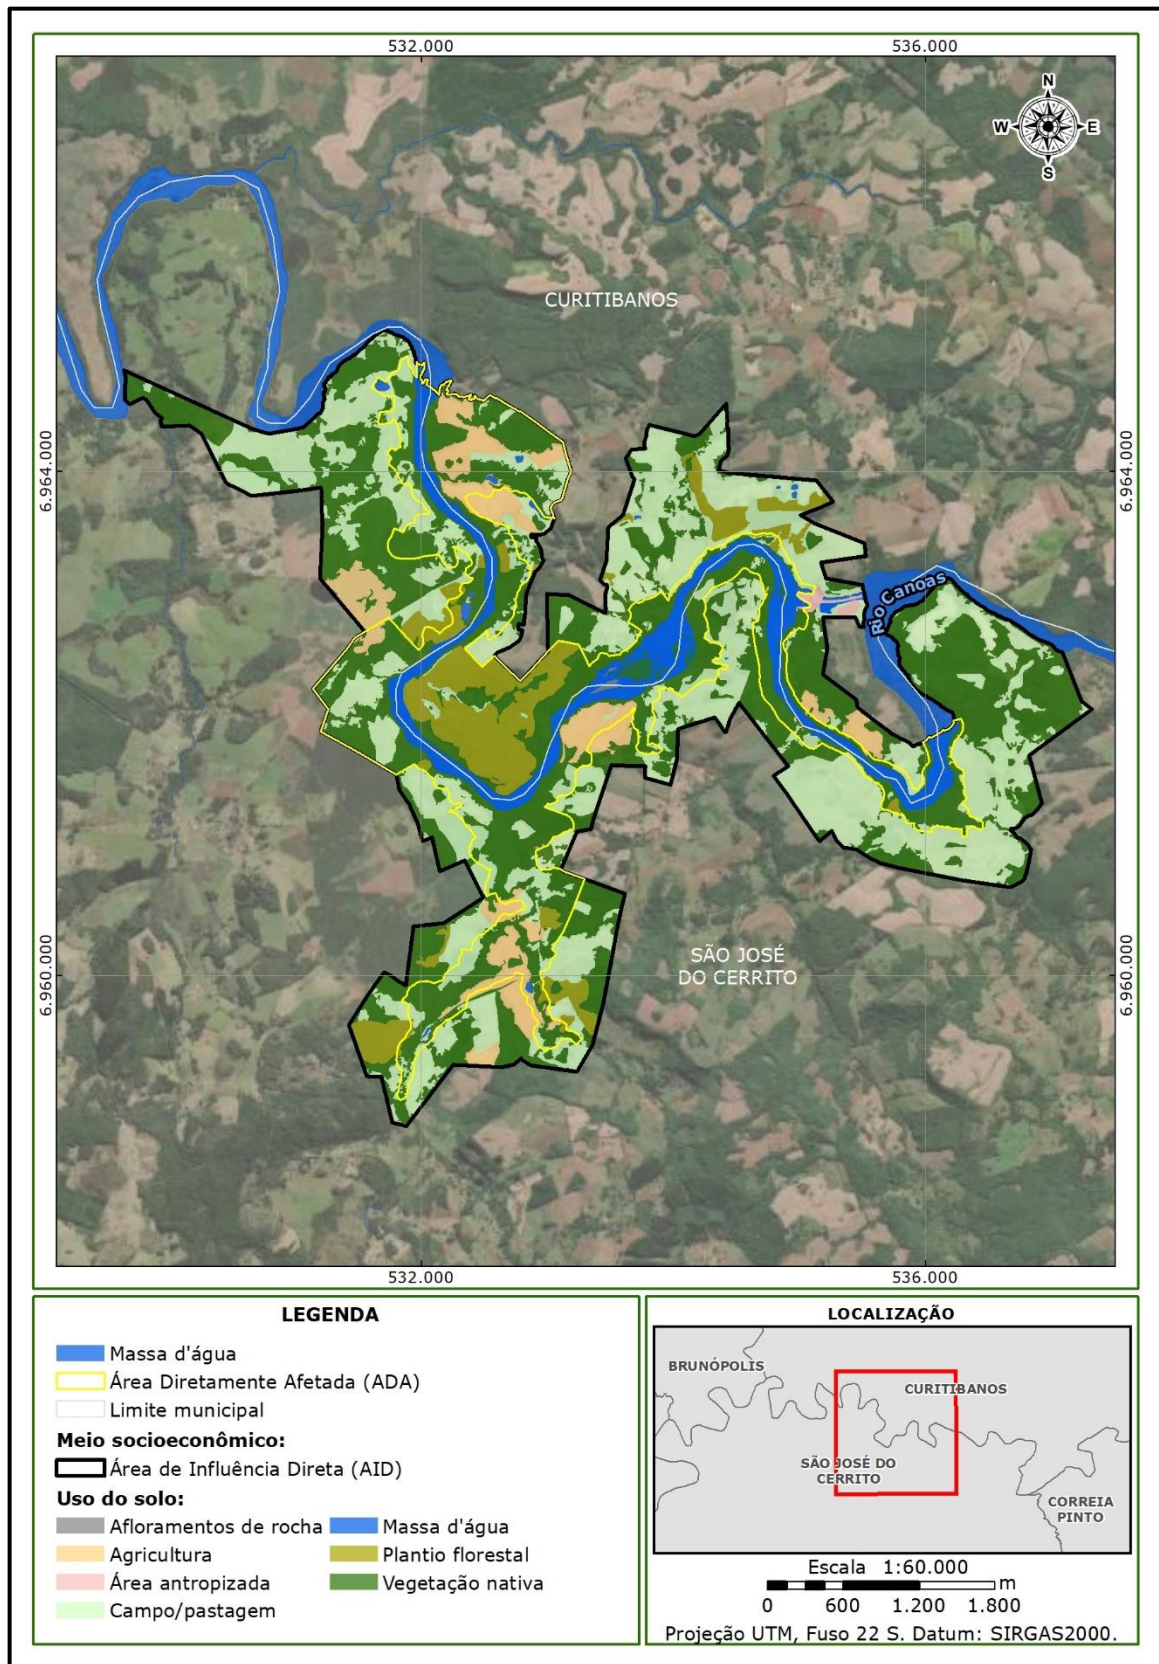 532.000
536.000
N
W
E
S
CURITIBANOS
6.964.000
6.964.000
Rio Canoas
SÃO JOSÉ
DO CERRITO
6.960.000
6.960.000
532.000
536.000
LEGENDA
Massa d'água
Área Diretamente Afetada (ADA)
Limite municipal
Meio socioeconômico:
Área de Influência Direta (AID)
Uso do solo:
Afloramentos de rocha
Massa d'água
Agricultura
Plantio florestal
Área antropizada
Vegetação nativa
Campo/pastagem
LOCALIZAÇÃO
BRUNÓPOLIS
CURITIBANOS
SÃO JOSÉ DO
CERRITO
CORREIA
PINTO
Escala 1:60.000
m
0 600 1.200 1.800
Projeção UTM, Fuso 22 S. Datum: SIRGAS2000.